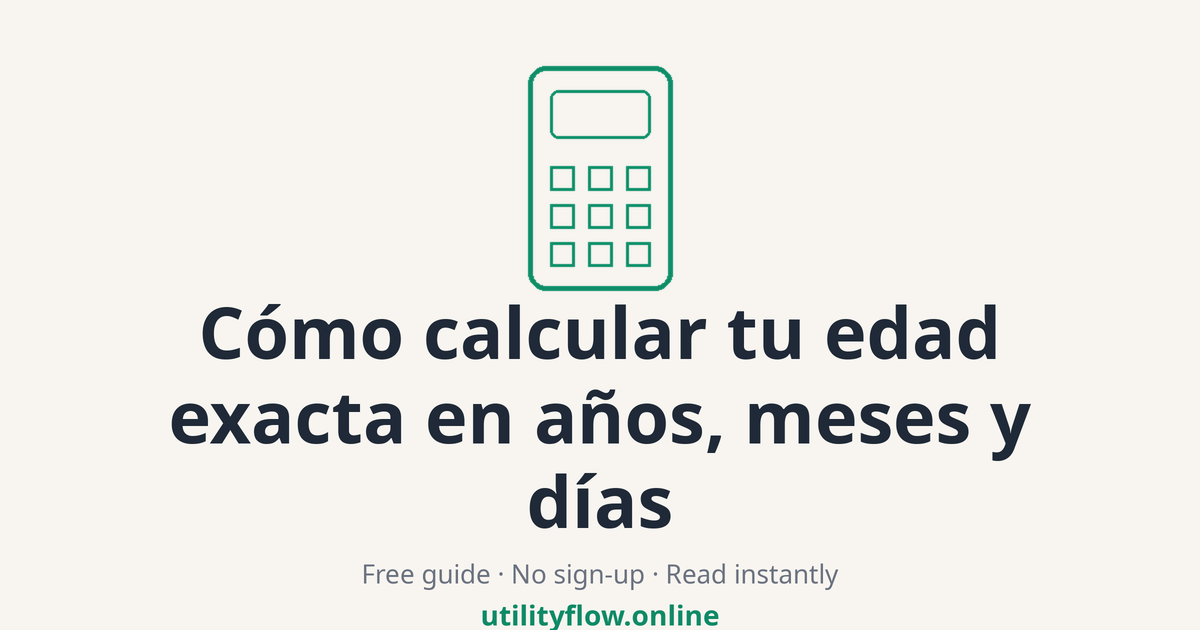 Cómo calcular tu edad
exacta en años, meses y
días
Free guide · No sign-up · Read instantly
utilityflow.online